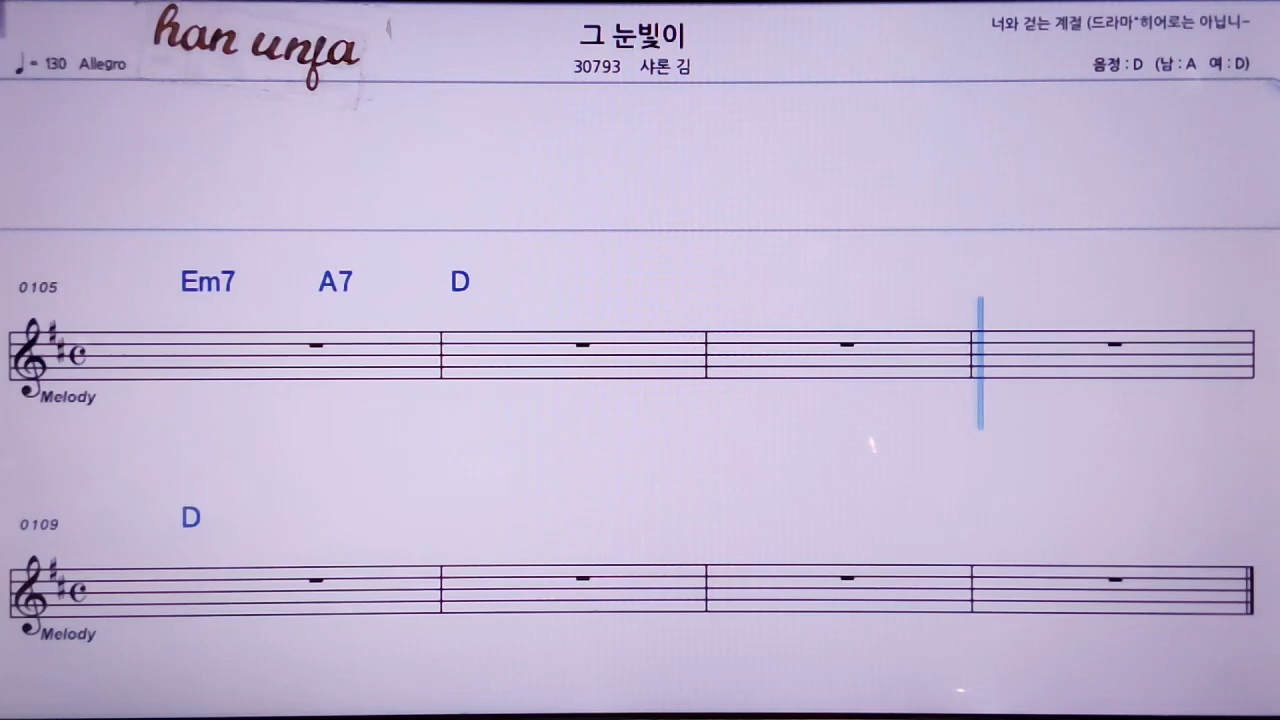 han unfa
그 눈빛이
너와 걷는 계절 (드라마"히어로는 아닙니-
♩= 130 Allegro
30793 샤론 김
음정 : D (남 : A 여 : D)
0105 Em7 A7 D
Melody
0109 D
Melody